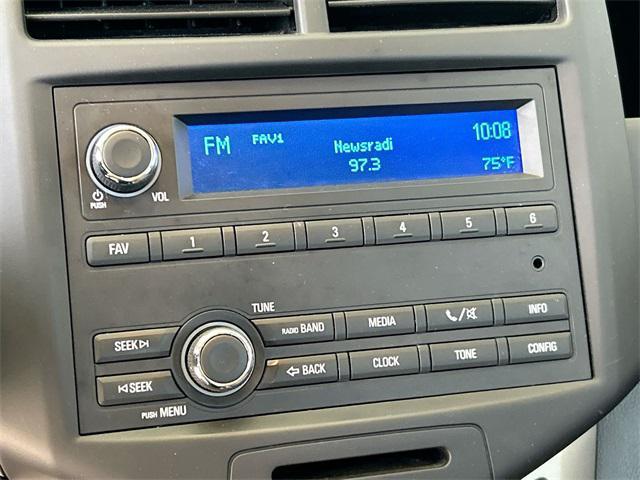 FM FAV1 10:08
Newsradi
97.3 75°F
PUSH VOL
FAV 1 2 3 4 5 6
TUNE
SEEK RADIO BAND MEDIA INFO
SEEK BACK CLOCK TONE CONFIG
PUSH MENU